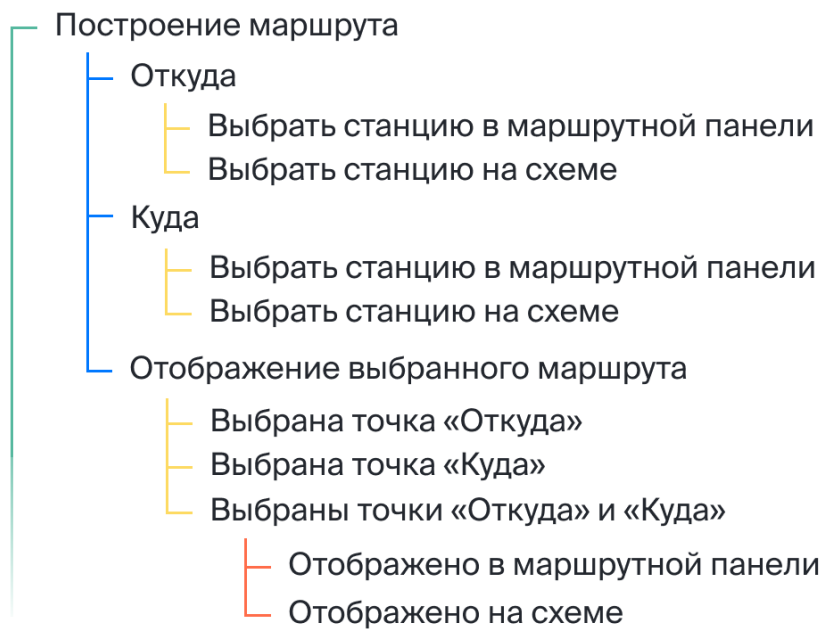 Построение маршрута
Откуда
Выбрать станцию в маршрутной панели
Выбрать станцию на схеме
Куда
Выбрать станцию в маршрутной панели
Выбрать станцию на схеме
Отображение выбранного маршрута
Выбрана точка «Откуда»
Выбрана точка «Куда»
Выбраны точки «Откуда» и «Куда»
Отображено в маршрутной панели
Отображено на схеме